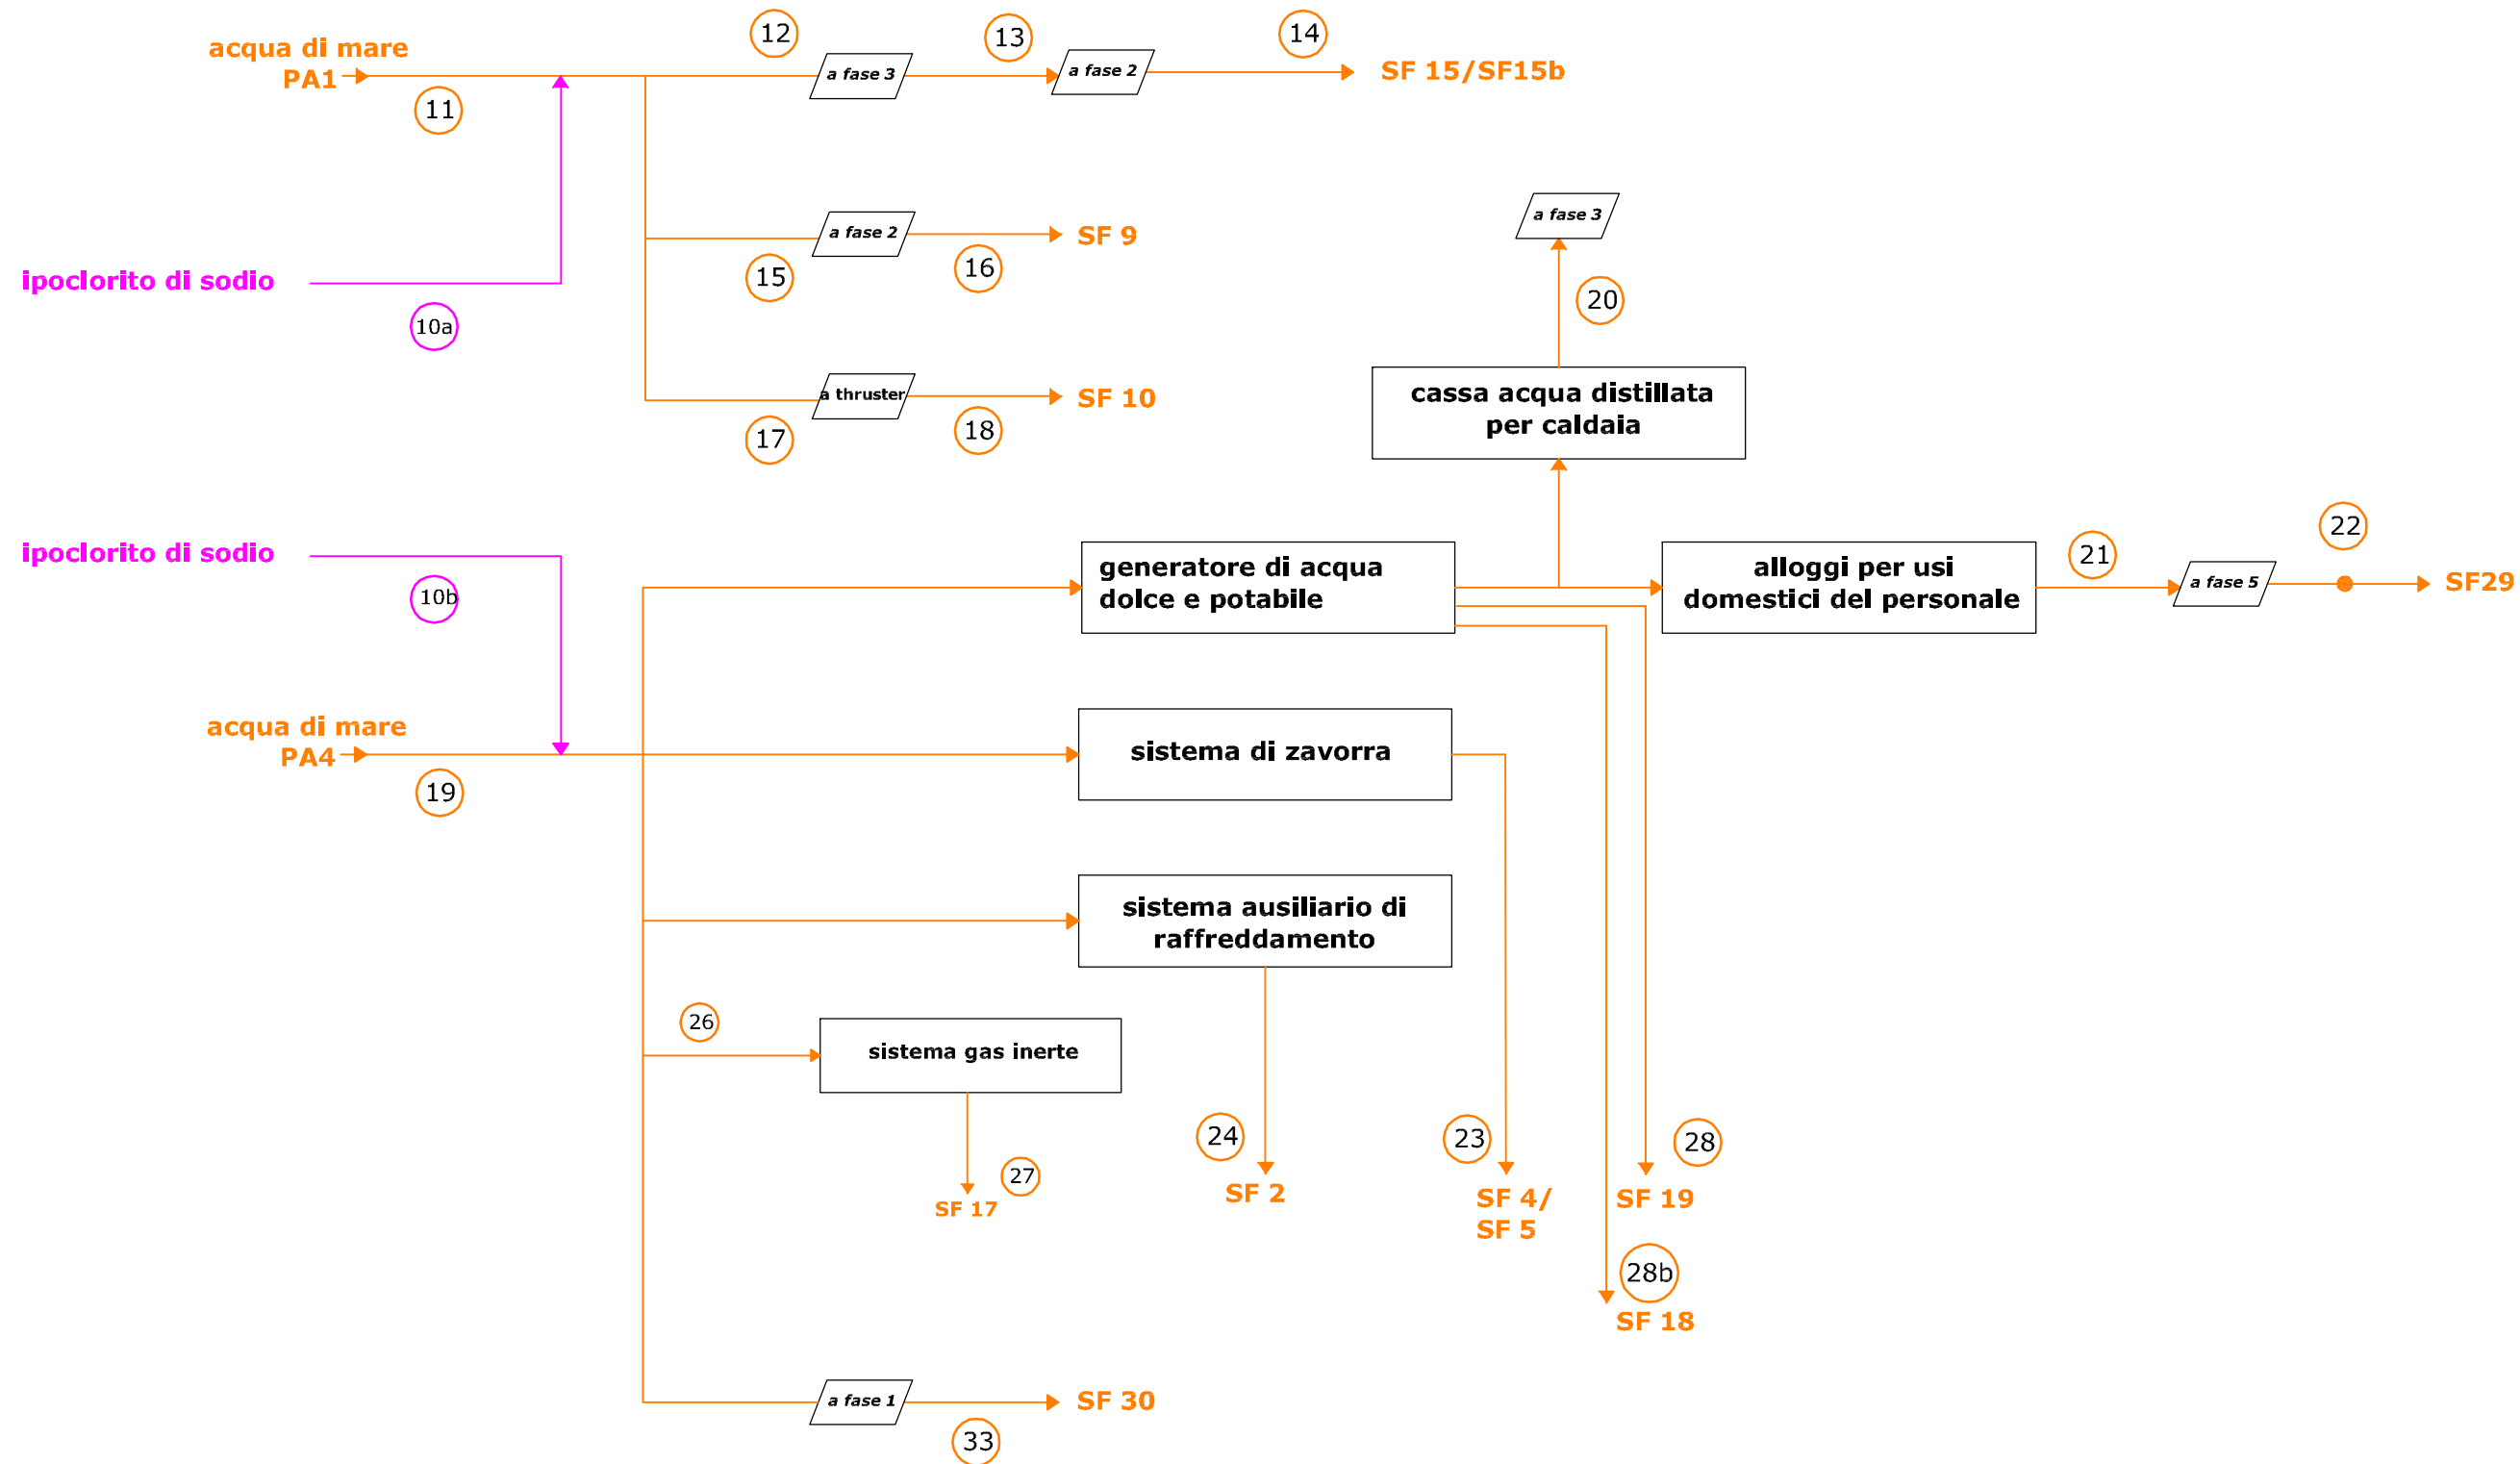 12
13
14
acqua di mare
PA1
a fase 3
a fase 2
SF 15/SF15b
11
a fase 3
a fase 2
SF 9
15
16
20
ipoclorito di sodio
10a
a thruster
SF 10
17
18
cassa acqua distillata
per caldaia
ipoclorito di sodio
10b
generatore di acqua
dolce e potabile
alloggi per usi
domestici del personale
21
22
a fase 5
SF29
acqua di mare
PA4
19
sistema di zavorra
sistema ausiliario di
raffreddamento
26
sistema gas inerte
27
SF 17
24
SF 2
23
SF 4/
SF 5
28
SF 19
28b
SF 18
a fase 1
SF 30
33